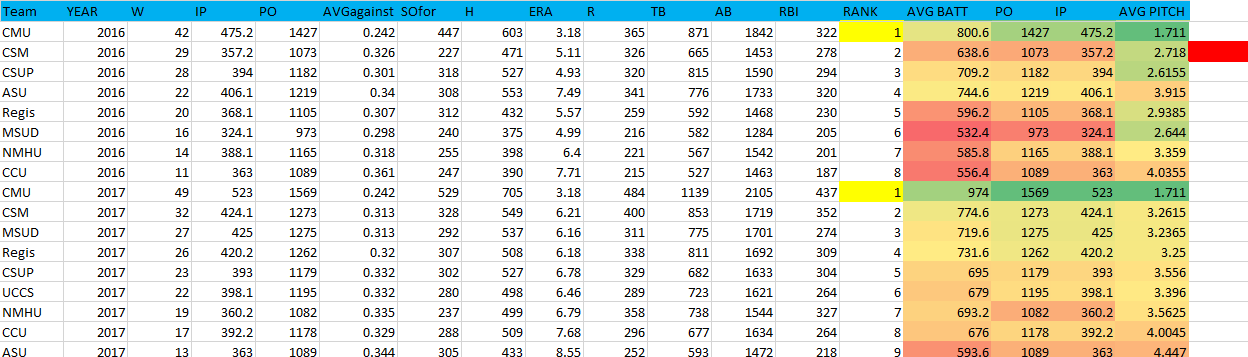 Team YEAR W IP PO AVGagainst SOfor H ERA R TB AB RBI RANK AVG BATT PO IP AVG PITCH
CMU 2016 42 475.2 1427 0.242 447 603 3.18 365 871 1842 322 1 800.6 1427 475.2 1.711
CSM 2016 29 357.2 1073 0.326 227 471 5.11 326 665 1453 278 2 638.6 1073 357.2 2.718
CSUP 2016 28 394 1182 0.301 318 527 4.93 320 815 1590 294 3 709.2 1182 394 2.6155
ASU 2016 22 406.1 1219 0.34 308 553 7.49 341 776 1733 320 4 744.6 1219 406.1 3.915
Regis 2016 20 368.1 1105 0.307 312 432 5.57 259 592 1468 230 5 596.2 1105 368.1 2.9385
MSUD 2016 16 324.1 973 0.298 240 375 4.99 216 582 1284 205 6 532.4 973 324.1 2.644
NMHU 2016 14 388.1 1165 0.318 255 398 6.4 221 567 1542 201 7 585.8 1165 388.1 3.359
CCU 2016 11 363 1089 0.361 247 390 7.71 215 527 1463 187 8 556.4 1089 363 4.0355
CMU 2017 49 523 1569 0.242 529 705 3.18 484 1139 2105 437 1 974 1569 523 1.711
CSM 2017 32 424.1 1273 0.313 328 549 6.21 400 853 1719 352 2 774.6 1273 424.1 3.2615
MSUD 2017 27 425 1275 0.313 292 537 6.16 311 775 1701 274 3 719.6 1275 425 3.2365
Regis 2017 26 420.2 1262 0.32 307 508 6.18 338 811 1692 309 4 731.6 1262 420.2 3.25
CSUP 2017 23 393 1179 0.332 302 527 6.78 329 682 1633 304 5 695 1179 393 3.556
UCCS 2017 22 398.1 1195 0.332 280 498 6.46 289 723 1621 264 6 679 1195 398.1 3.396
NMHU 2017 19 360.2 1082 0.335 237 499 6.79 358 738 1544 327 7 693.2 1082 360.2 3.5625
CCU 2017 17 392.2 1178 0.329 288 509 7.68 296 677 1634 264 8 676 1178 392.2 4.0045
ASU 2017 13 363 1089 0.344 305 433 8.55 252 593 1472 218 9 593.6 1089 363 4.447